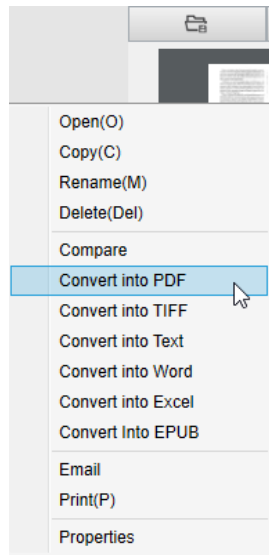 Open(O)
Copy(C)
Rename(M)
Delete(Del)
Compare
Convert into PDF
Convert into TIFF
Convert into Text
Convert into Word
Convert into Excel
Convert Into EPUB
Email
Print(P)
Properties